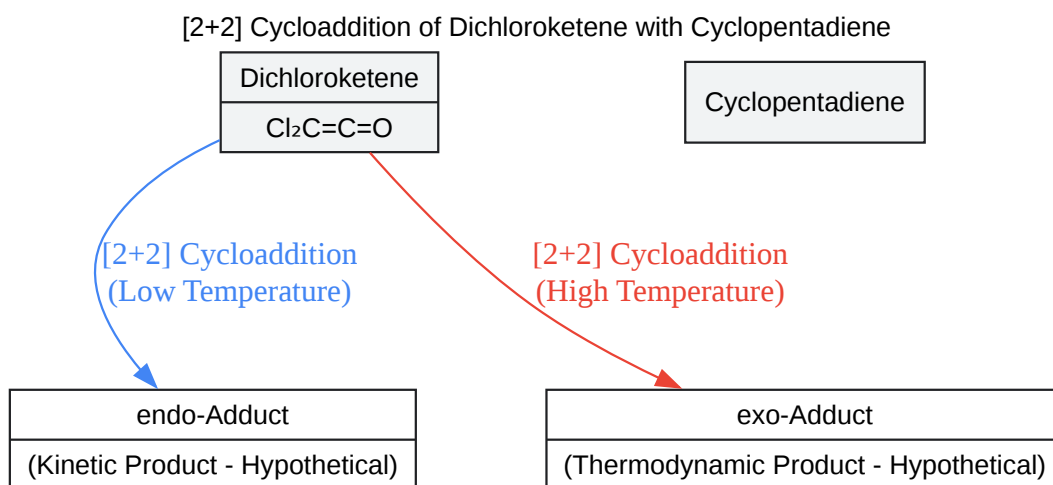 [2+2] Cycloaddition of Dichloroketene with Cyclopentadiene
Dichloroketene
Cl₂C=C=O
Cyclopentadiene
[2+2] Cycloaddition
(Low Temperature)
[2+2] Cycloaddition
(High Temperature)
endo-Adduct
(Kinetic Product - Hypothetical)
exo-Adduct
(Thermodynamic Product - Hypothetical)